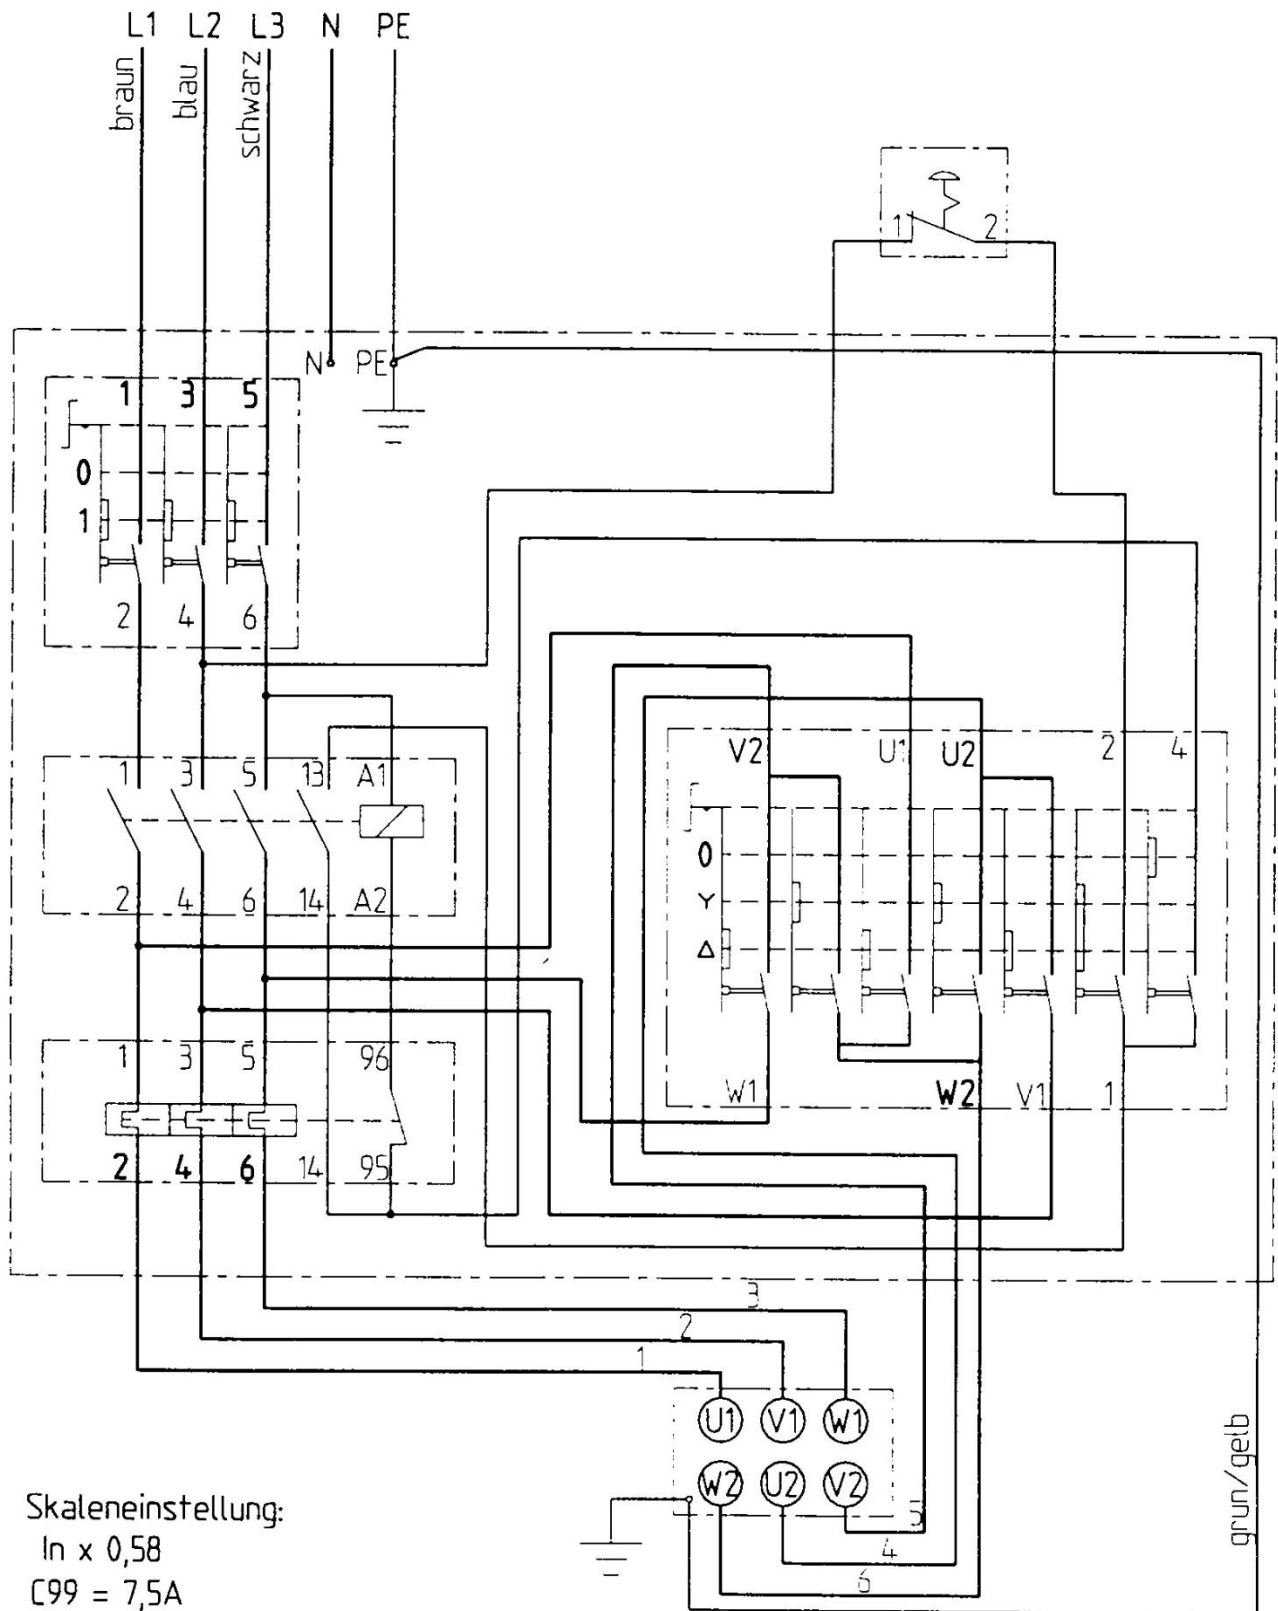 L1 L2 L3 N PE
braun
blau
schwarz
1 2
N PE
1 3 5
0
1
2 4 6
V2 U1 U2 2 4
1 3 5 13 A1
0
Y
Δ
2 4 6 14 A2
1 3 5 96
W1 W2 V1 1
2 4 6 14 95
3
2
1
U1 V1 W1
W2 U2 V2
5
4
6
grun/gelb
Skaleneinstellung:
In x 0,58
C99 = 7,5A